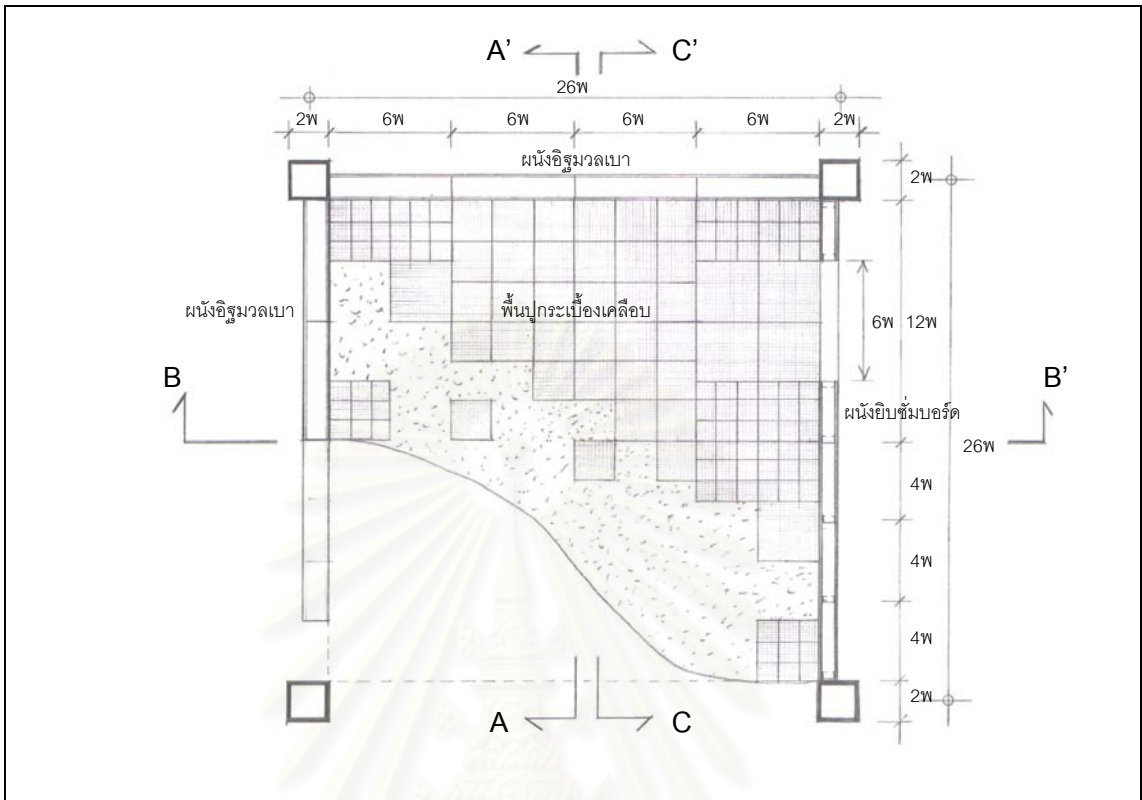 A’ C’
26พ
2พ 6พ 6พ 6พ 6พ 2พ
ผนังอิฐมวลเบา
2พ
ผนังอิฐมวลเบา
พื้นปูกระเบื้องเคลือบ
6พ 12พ
B
B’
ผนังยิบซั่มบอร์ด
26พ
4พ
4พ
4พ
2พ
A C